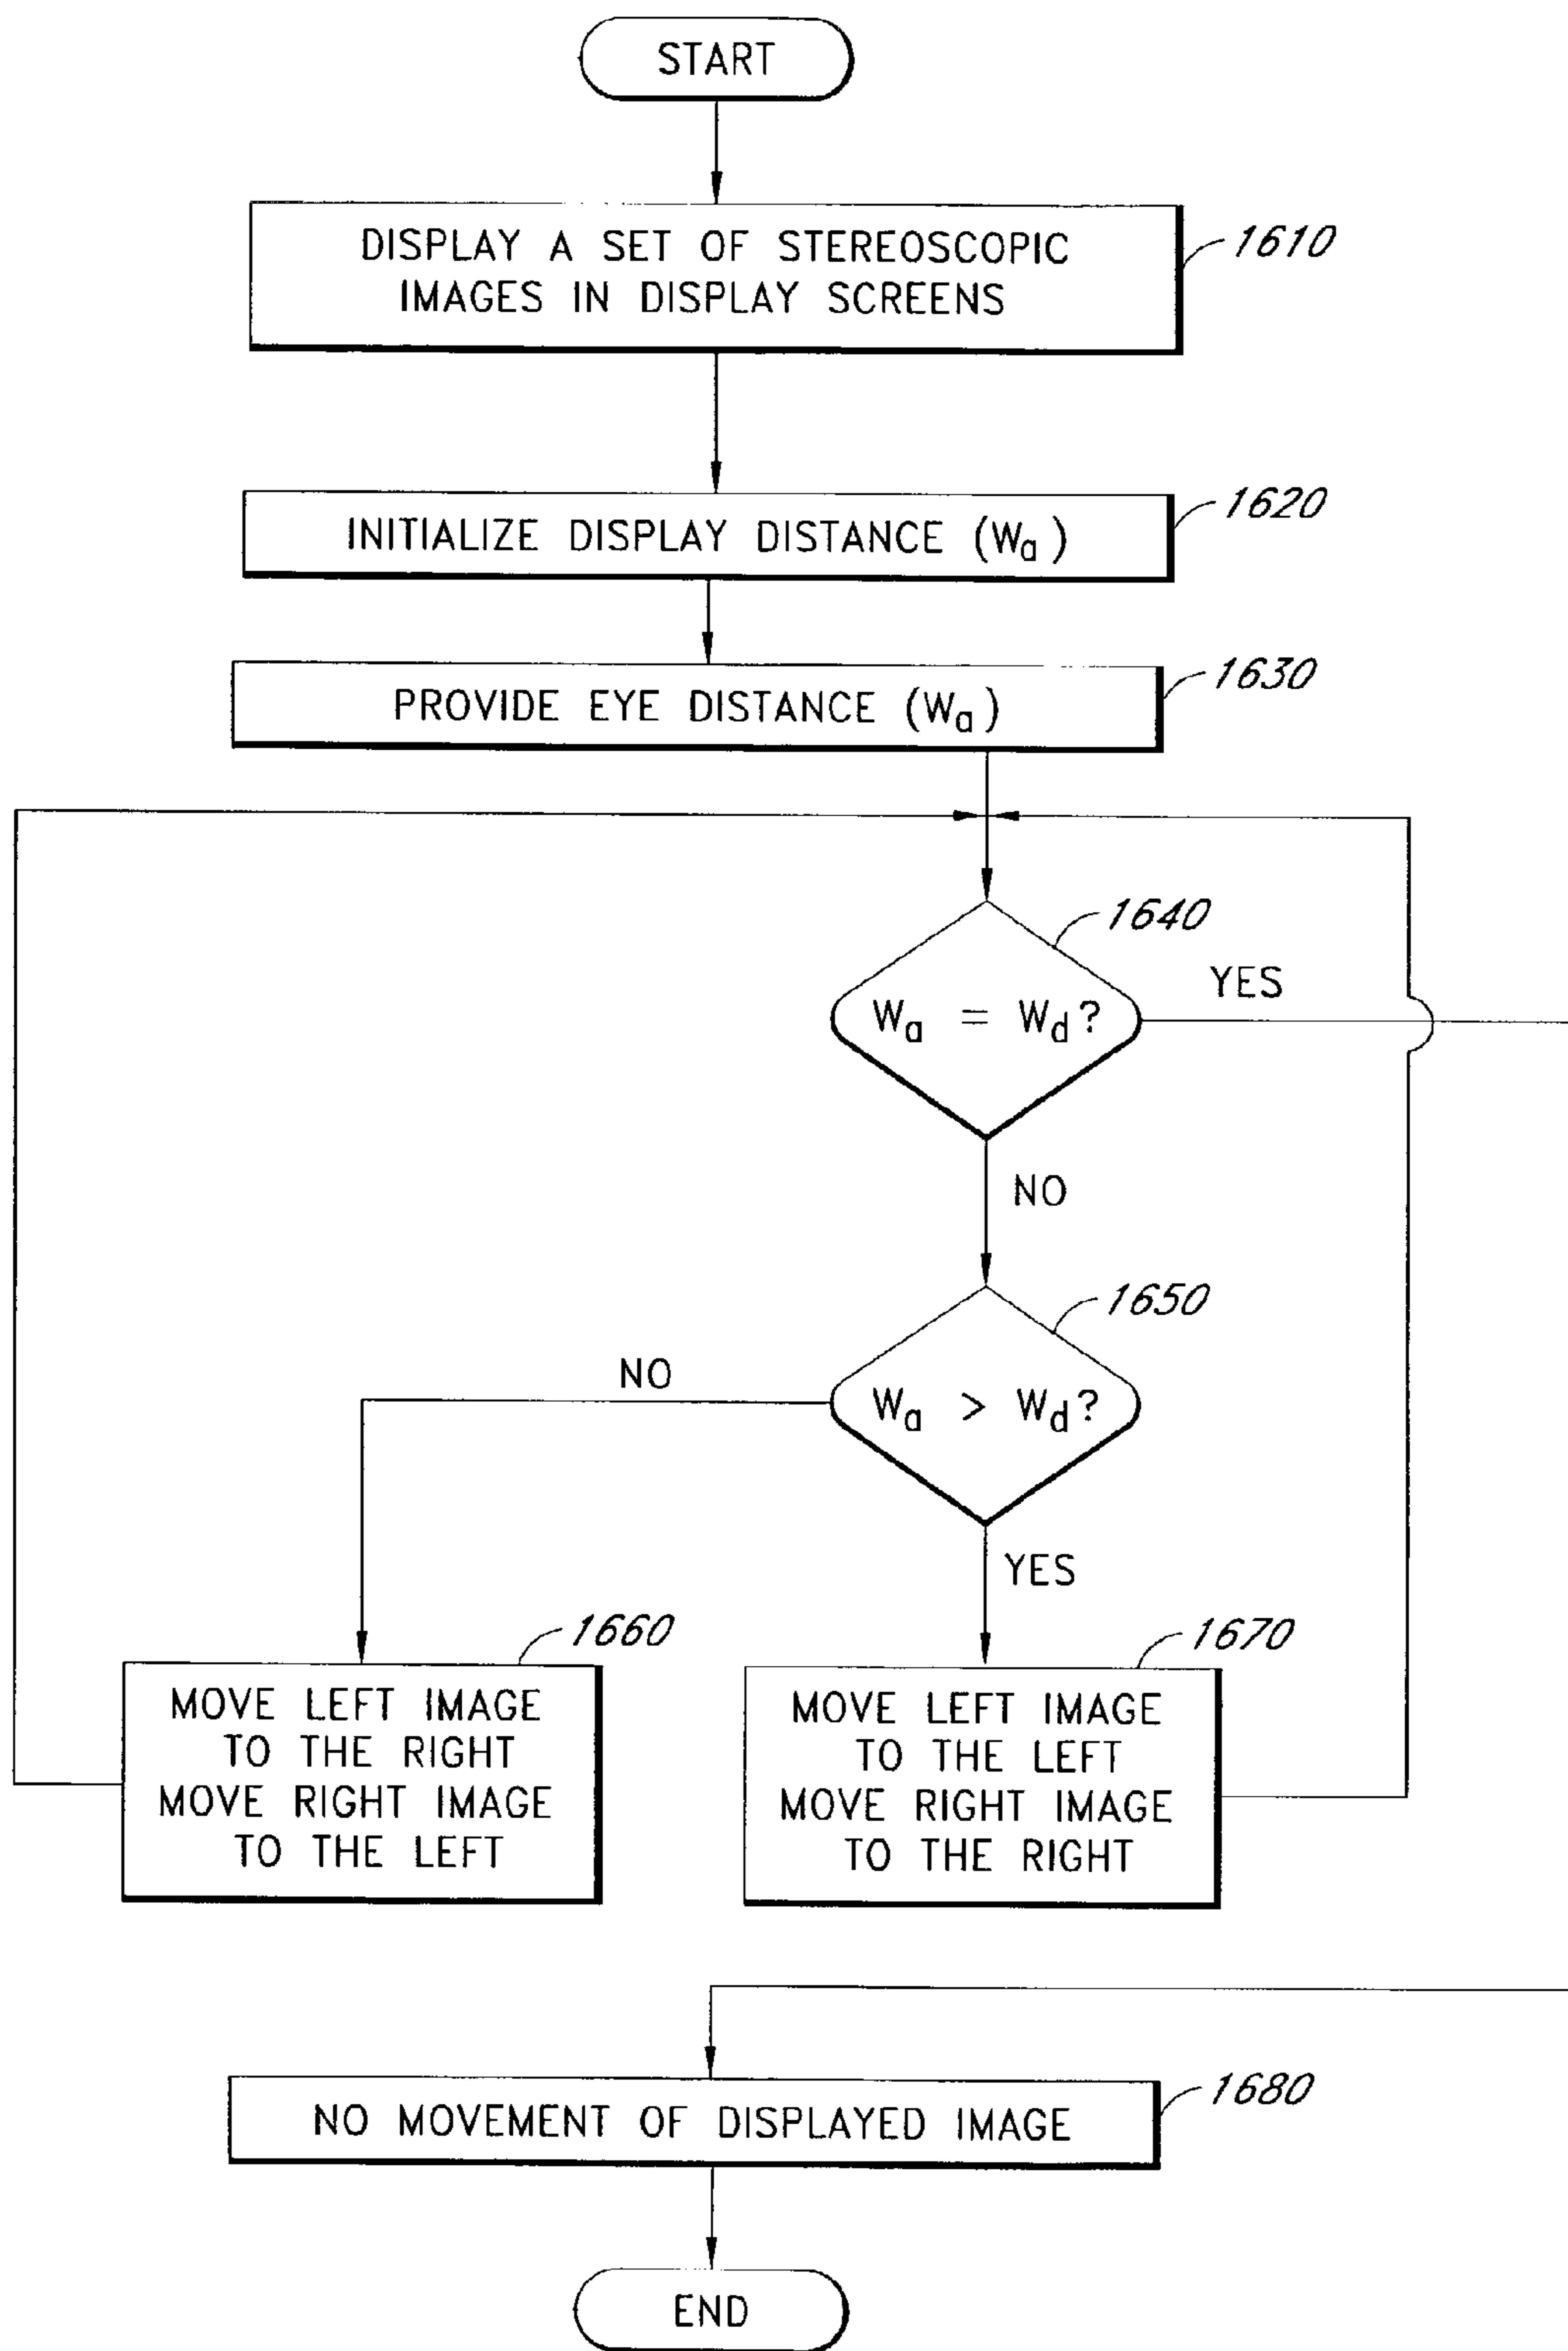 START
DISPLAY A SET OF STEREOSCOPIC
IMAGES IN DISPLAY SCREENS
1610
INITIALIZE DISPLAY DISTANCE (Wa)
1620
PROVIDE EYE DISTANCE (Wa)
1630
1640
Wa = Wd?
YES
NO
1650
Wa > Wd?
NO
YES
1660
MOVE LEFT IMAGE
TO THE RIGHT
MOVE RIGHT IMAGE
TO THE LEFT
1670
MOVE LEFT IMAGE
TO THE LEFT
MOVE RIGHT IMAGE
TO THE RIGHT
NO MOVEMENT OF DISPLAYED IMAGE
1680
END